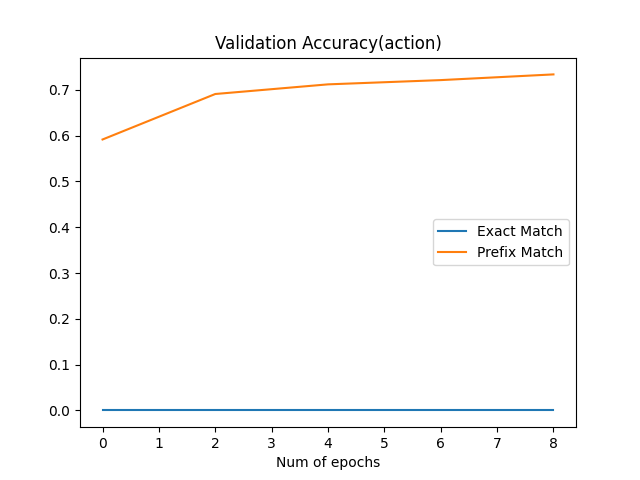 Validation Accuracy(action)
0.7
0.6
0.5
0.4
0.3
0.2
0.1
0.0
Exact Match
Prefix Match
0 1 2 3 4 5 6 7 8
Num of epochs